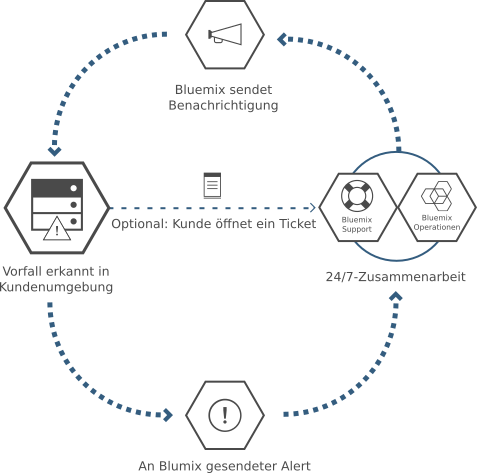 Bluemix sendet
Benachrichtigung
Optional: Kunde öffnet ein Ticket
Bluemix
Support
Bluemix
Operationen
Vorfall erkannt in
Kundenumgebung
!
24/7-Zusammenarbeit
!
An Blumix gesendeter Alert